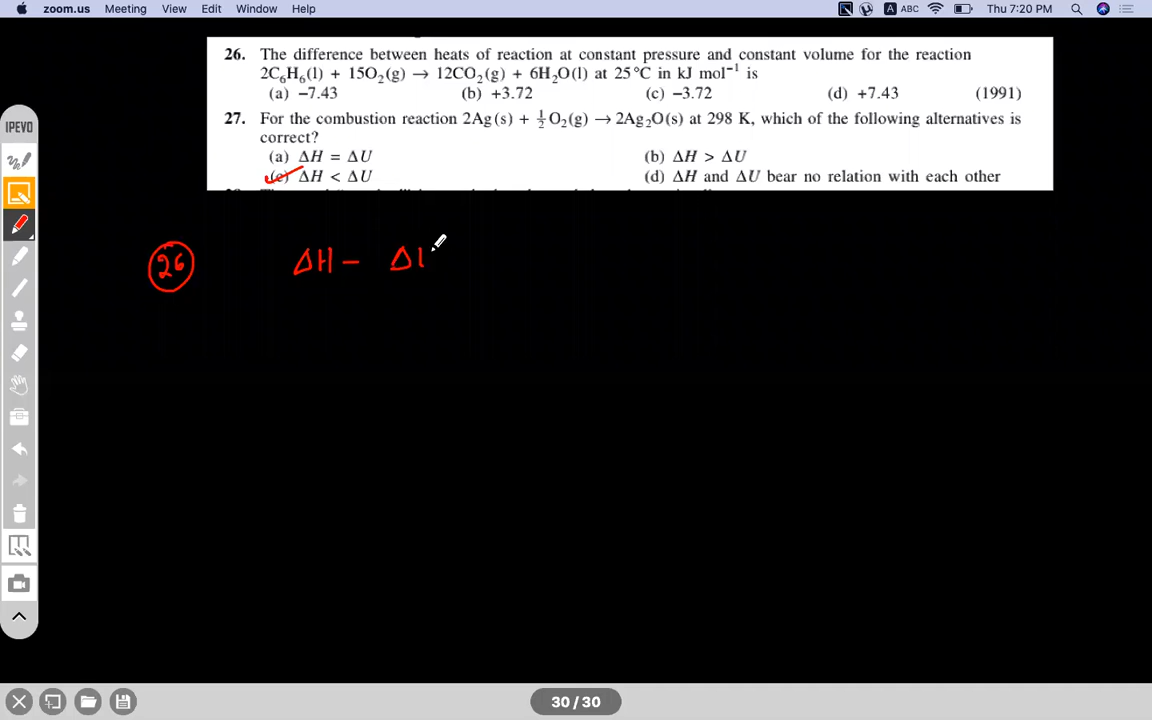 zoom.us Meeting View Edit Window Help A ABC Thu 7:20 PM
IPEVO
26. The difference between heats of reaction at constant pressure and constant volume for the reaction
2C₆H₆(l) + 15O₂(g) → 12CO₂(g) + 6H₂O(l) at 25°C in kJ mol⁻¹ is
(a) –7.43 (b) +3.72 (c) –3.72 (d) +7.43 (1991)
27. For the combustion reaction 2Ag(s) + ½O₂(g) → 2Ag₂O(s) at 298 K, which of the following alternatives is
correct?
(a) ΔH = ΔU (b) ΔH > ΔU
(c) ΔH < ΔU (d) ΔH and ΔU bear no relation with each other
26 ΔH – Δ
30 / 30